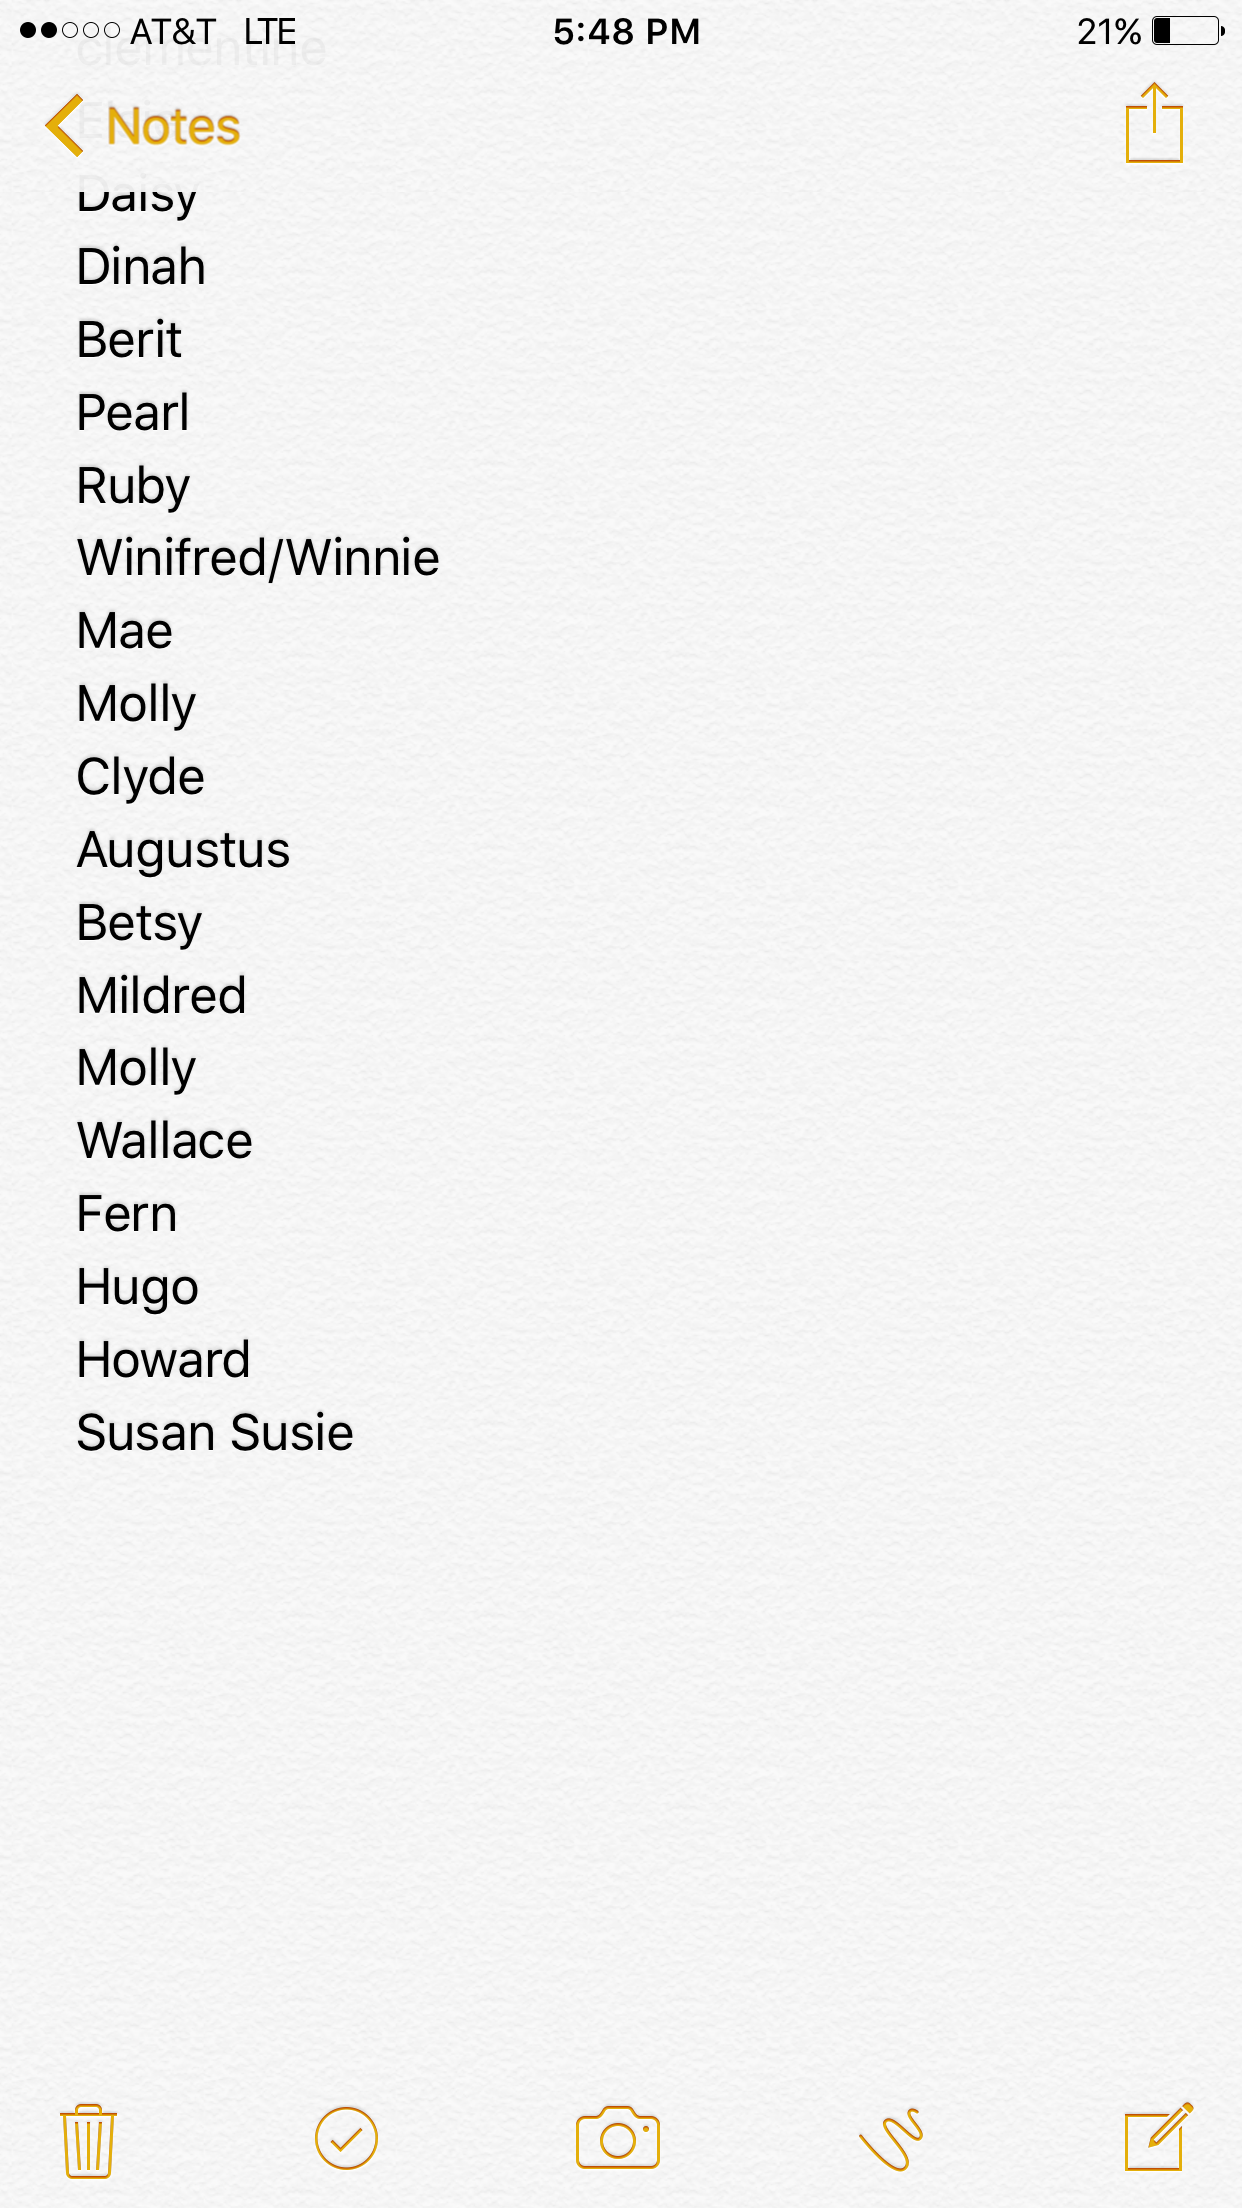 AT&T LTE 5:48 PM 21%
clementine
Notes
Daisy
Dinah
Berit
Pearl
Ruby
Winifred/Winnie
Mae
Molly
Clyde
Augustus
Betsy
Mildred
Molly
Wallace
Fern
Hugo
Howard
Susan Susie